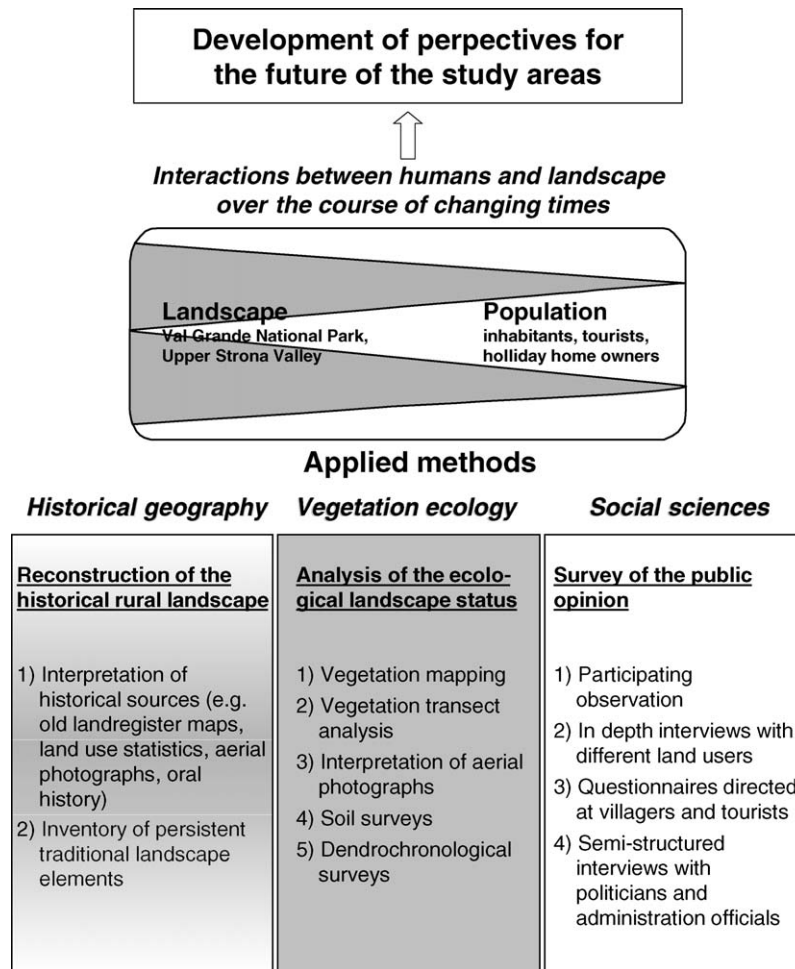 Development of perpectives for
the future of the study areas
Interactions between humans and landscape
over the course of changing times
Landscape
Val Grande National Park,
Upper Strona Valley
Population
inhabitants, tourists,
holliday home owners
Applied methods
Historical geography
Reconstruction of the
historical rural landscape
1) Interpretation of
historical sources (e.g.
old landregister maps,
land use statistics, aerial
photographs, oral
history)
2) Inventory of persistent
traditional landscape
elements
Vegetation ecology
Analysis of the ecolo-
gical landscape status
1) Vegetation mapping
2) Vegetation transect
analysis
3) Interpretation of aerial
photographs
4) Soil surveys
5) Dendrochronological
surveys
Social sciences
Survey of the public
opinion
1) Participating
observation
2) In depth interviews with
different land users
3) Questionnaires directed
at villagers and tourists
4) Semi-structured
interviews with
politicians and
administration officials